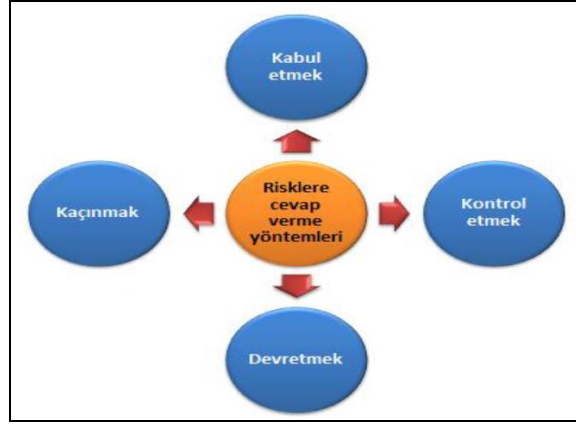 Kabul
etmek
Kaçınmak
Risklere
cevap
verme
yöntemleri
Kontrol
etmek
Devretmek